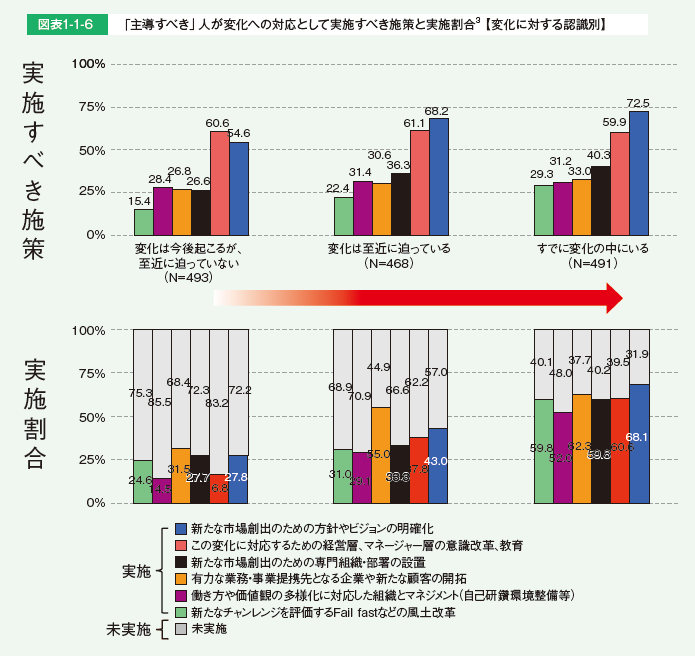 図表1-1-6 「主導すべき」人が変化への対応として実施すべき施策と実施割合³【変化に対する認識別】
実施すべき施策
100%
75%
50%
25%
0%
15.4 28.4 26.8 26.6 60.6 54.6
22.4 31.4 30.6 36.3 61.1 68.2
29.3 31.2 33.0 40.3 59.9 72.5
変化は今後起こるが、
至近に迫っていない
(N=493)
変化は至近に迫っている
(N=468)
すでに変化の中にいる
(N=491)
実施割合
100%
75%
50%
25%
0%
75.3 85.5 68.4 72.3 83.2 72.2
24.6 14.5 31.5 27.7 6.8 27.8
68.9 70.9 44.9 66.6 62.2 57.0
31.0 29.1 55.0 37.8 43.0
40.1 48.0 37.7 40.2 39.5 31.9
59.8 52.0 62.3 59.8 60.6 68.1
実施
新たな市場創出のための方針やビジョンの明確化
この変化に対応するための経営層、マネージャー層の意識改革、教育
新たな市場創出のための専門組織・部署の設置
有力な業務・事業提携先となる企業や新たな顧客の開拓
働き方や価値観の多様化に対応した組織とマネジメント(自己研鑽環境整備等)
新たなチャンレンジを評価するFail fastなどの風土改革
未実施
未実施